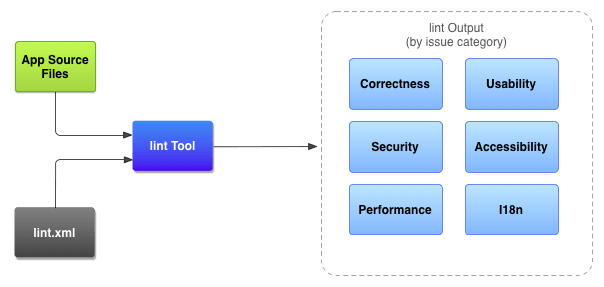 lint Output
(by issue category)
App Source
Files
Correctness
Usability
lint Tool
Security
Accessibility
lint.xml
Performance
I18n